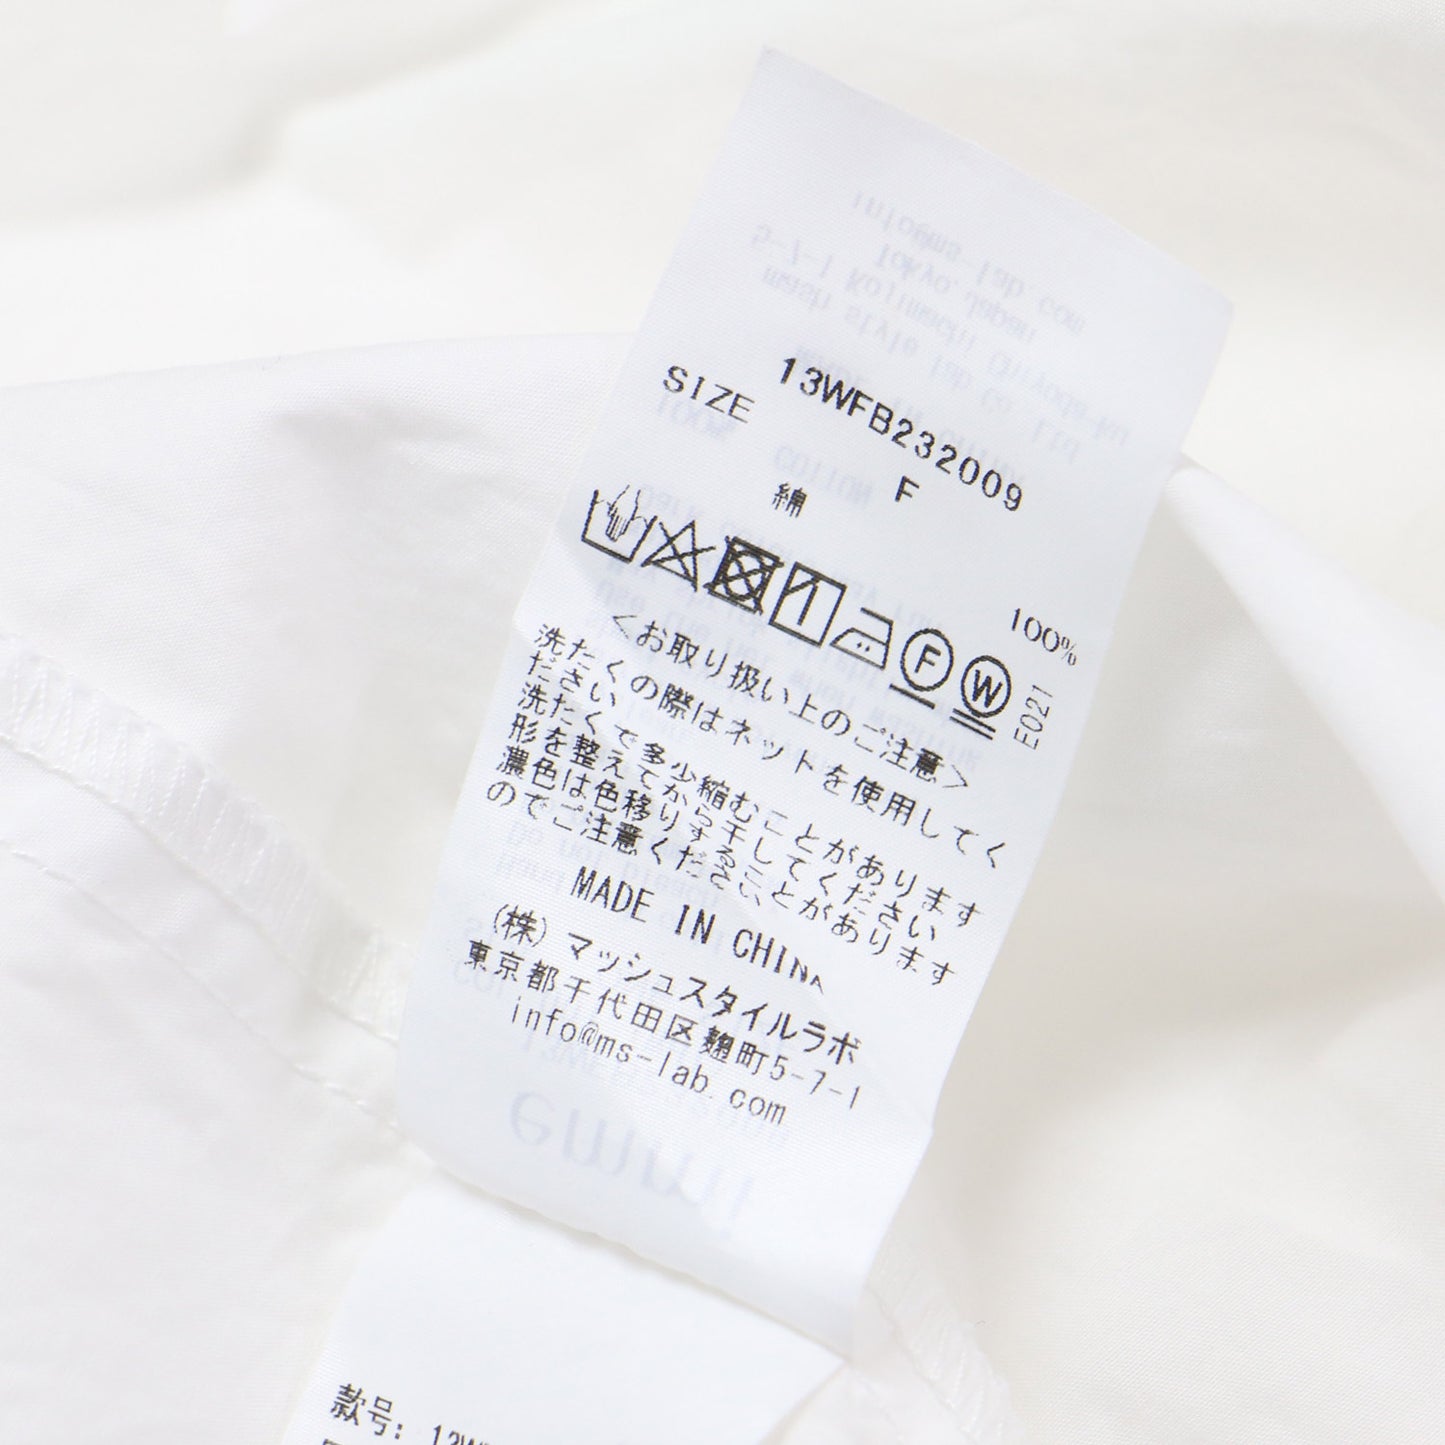 13WFB232009
SIZE F
綿 100%
F W
E021
<お取り扱い上のご注意>
洗たくの際はネットを使用してく
ださい
洗たくで多少縮むことがあります
形を整えてから干してください
濃色は色移りすることがあります
のでご注意ください
MADE IN CHINA
(株)マッシュスタイルラボ
東京都千代田区麹町5-7-1
info@ms-lab.com
emmi
款号: